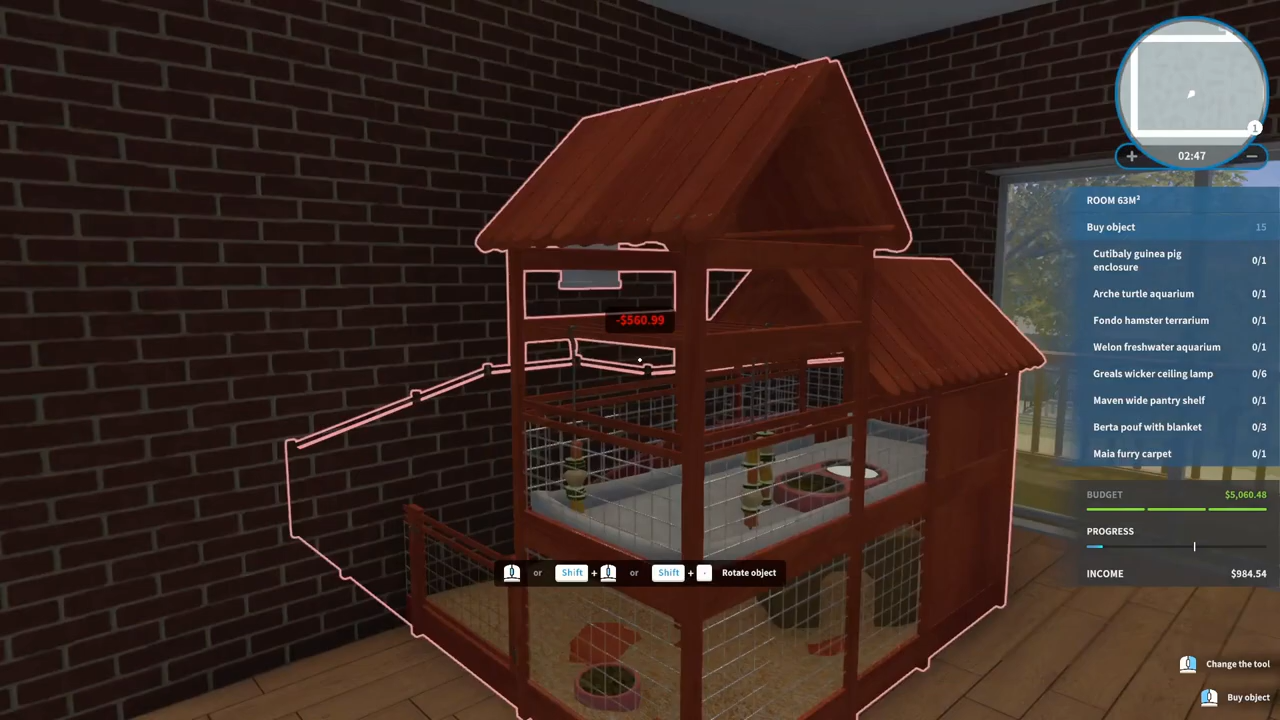 1
+ 02:47 −
ROOM 63M²
Buy object 15
Cutibaly guinea pig
enclosure 0/1
Arche turtle aquarium 0/1
Fondo hamster terrarium 0/1
Welon freshwater aquarium 0/1
Greals wicker ceiling lamp 0/6
Maven wide pantry shelf 0/1
Berta pouf with blanket 0/3
Maia furry carpet 0/1
-$560.99
BUDGET $5,060.48
PROGRESS
INCOME $984.54
or Shift + or Shift + · Rotate object
Change the tool
Buy object